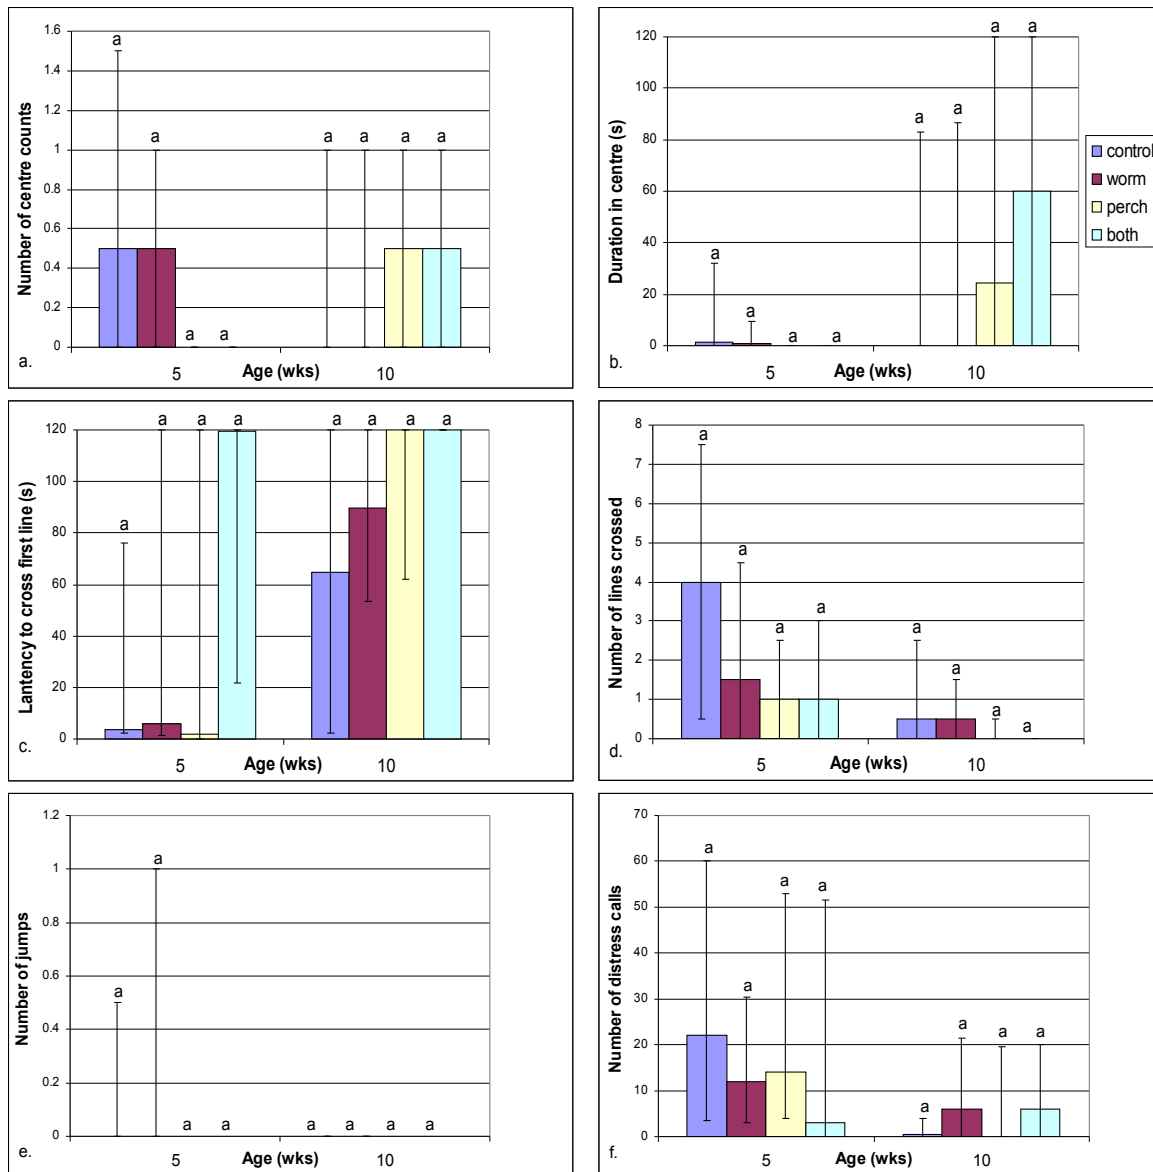 Number of centre counts
1.6
1.4
1.2
1
0.8
0.6
0.4
0.2
0
a a a a a a a a
5 Age (wks) 10
a.
Duration in centre (s)
120
100
80
60
40
20
0
a a a a a a a a
5 Age (wks) 10
b.
control
worm
perch
both
Lantency to cross first line (s)
120
100
80
60
40
20
0
a a a a a a a a
5 Age (wks) 10
c.
Number of lines crossed
8
7
6
5
4
3
2
1
0
a a a a a a a a
5 Age (wks) 10
d.
Number of jumps
1.2
1
0.8
0.6
0.4
0.2
0
a a a a a a a a
5 Age (wks) 10
e.
Number of distress calls
70
60
50
40
30
20
10
0
a a a a a a a a
5 Age (wks) 10
f.